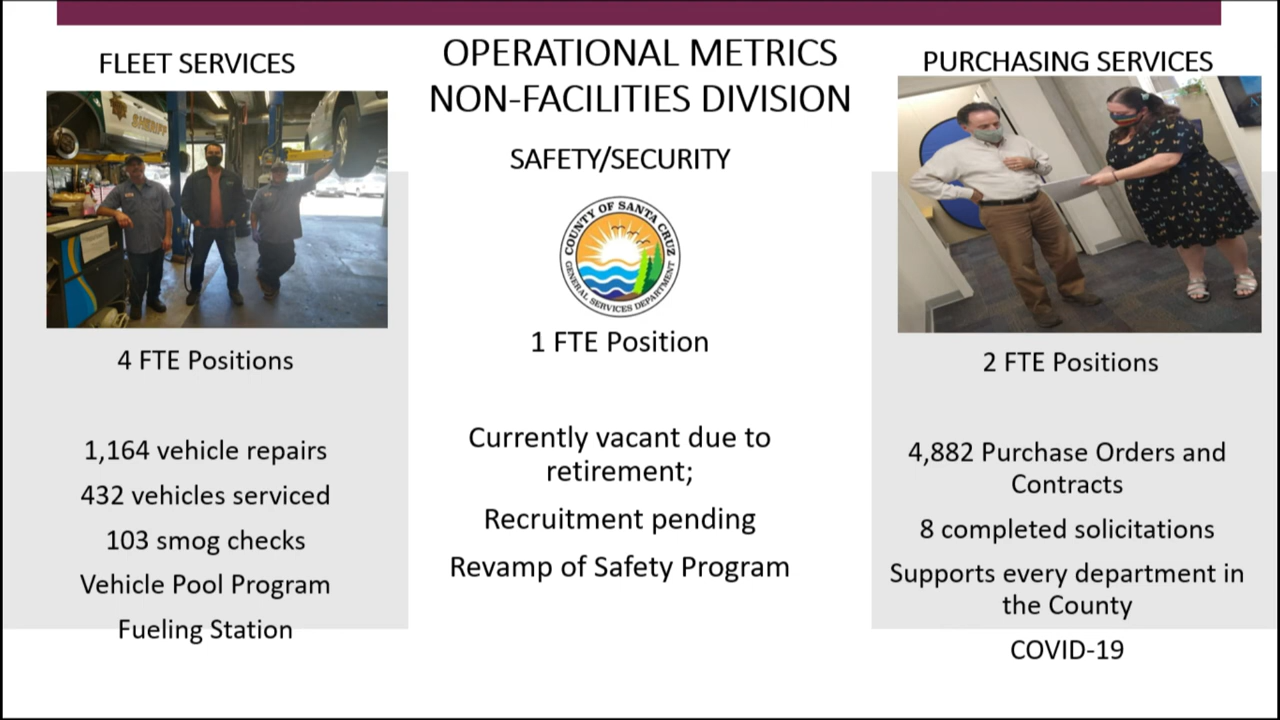 FLEET SERVICES
SHERIFF
4 FTE Positions
1,164 vehicle repairs
432 vehicles serviced
103 smog checks
Vehicle Pool Program
Fueling Station
OPERATIONAL METRICS
NON-FACILITIES DIVISION
SAFETY/SECURITY
COUNTY OF SANTA CRUZ
GENERAL SERVICES DEPARTMENT
1 FTE Position
Currently vacant due to
retirement;
Recruitment pending
Revamp of Safety Program
PURCHASING SERVICES
2 FTE Positions
4,882 Purchase Orders and
Contracts
8 completed solicitations
Supports every department in
the County
COVID-19